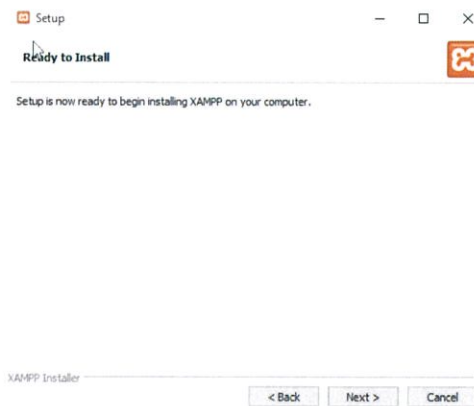 Setup
Ready to Install
Setup is now ready to begin installing XAMPP on your computer.
XAMPP Installer
< Back
Next >
Cancel